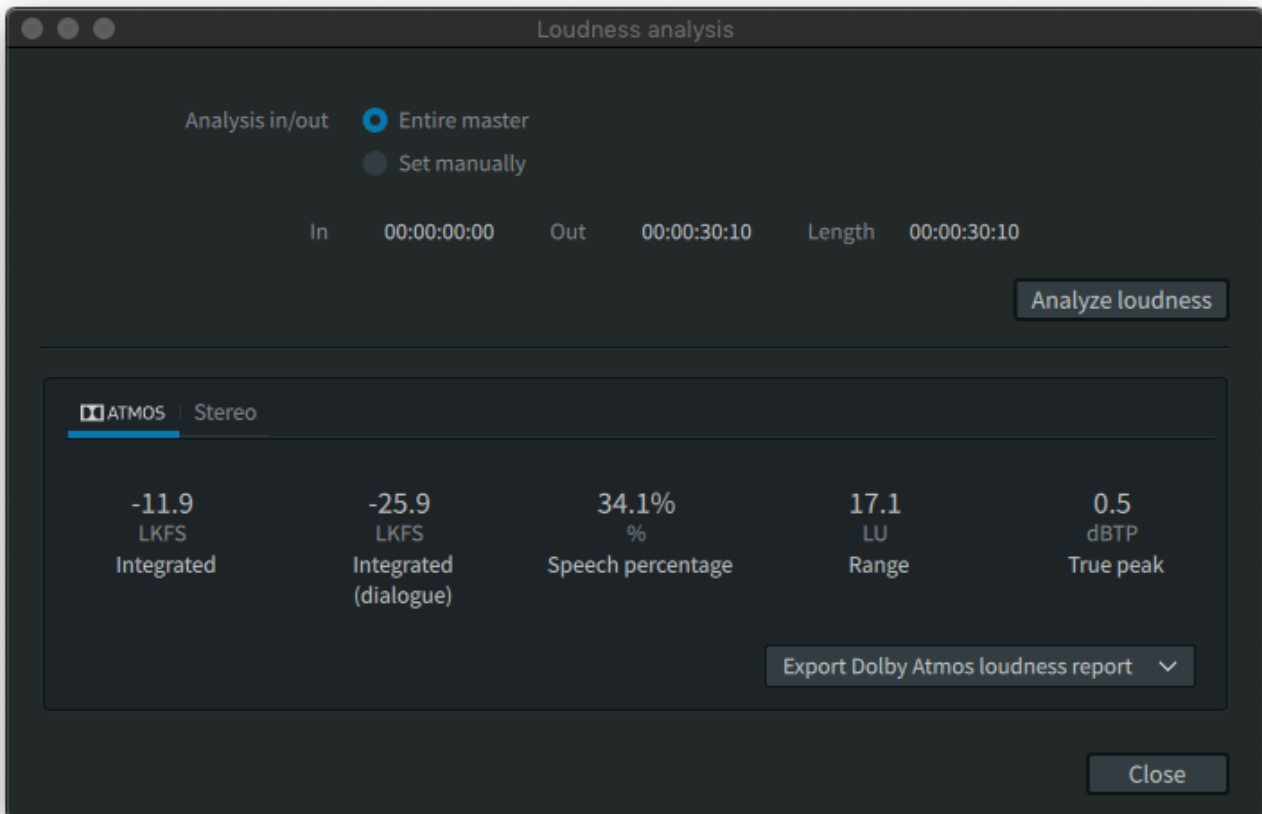 Loudness analysis
Analysis in/out Entire master
Set manually
In 00:00:00:00 Out 00:00:30:10 Length 00:00:30:10
Analyze loudness
ATMOS Stereo
-11.9 -25.9 34.1% 17.1 0.5
LKFS LKFS % LU dBTP
Integrated Integrated Speech percentage Range True peak
(dialogue)
Export Dolby Atmos loudness report
Close